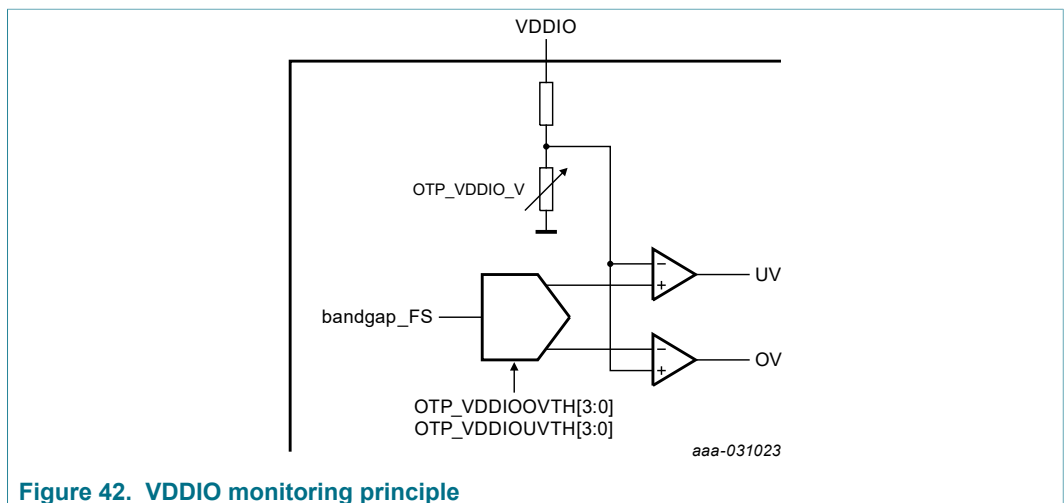 VDDIO
OTP_VDDIO_V
−
+
UV
bandgap_FS
−
+
OV
OTP_VDDIOOVTH[3:0]
OTP_VDDIOUVTH[3:0]
aaa-031023
Figure 42. VDDIO monitoring principle